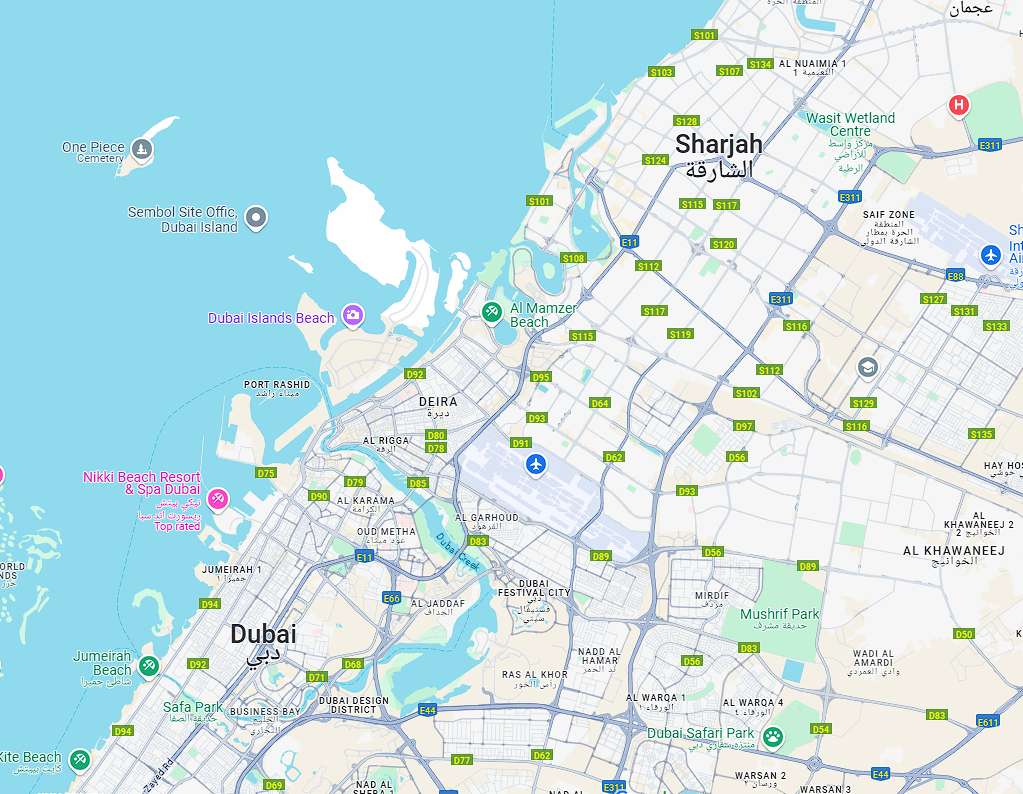 عجمان
S101
S134
AL NUAIMIA 1
النعيمية 1
S103
S107
H
Wasit Wetland
Centre
مركز واسط
للأراضي
الرطبة
S128
Sharjah
الشارقة
E311
One Piece
Cemetery
S124
E311
S101
S115
S117
SAIF ZONE
المنطقة
الحرة بمطار
الشارقة الدولي
Sembol Site Offic,
Dubai Island
E11
S120
S108
S112
E88
S127
S131
S133
E311
S117
S116
Al Mamzer
Beach
Dubai Islands Beach
S115
S119
S112
D92
D95
S102
PORT RASHID
ميناء راشد
DEIRA
ديرة
D64
S129
D93
D97
S116
S135
AL RIGGA
الرقة
D80
D78
D91
D62
D56
D75
D79
D85
D93
Nikki Beach Resort
& Spa Dubai
نيكي بيتش
ريسورت آند سبا
Top rated
D90
AL KARAMA
الكرامة
AL GARHOUD
القرهود
OUD METHA
عود ميثاء
AL
KHAWANEEJ 2
الخوانيج 2
AL KHAWANEEJ
الخوانيج
Dubai Creek
D83
E11
D89
D56
D89
JUMEIRAH 1
جميرا ١
DUBAI
FESTIVAL CITY
دبي
فستيفال
سيتي
E66
AL JADDAF
الجداف
MIRDIF
مردف
Mushrif Park
حديقة مشرف
D94
Dubai
دبي
D50
D83
NADD AL
HAMAR
ند الحمر
WADI AL
AMARDI
وادي العمردي
Jumeirah
Beach
شاطئ جميرا
D92
D68
D56
D71
RAS AL KHOR
راس الخور
AL WARQA 1
الورقاء ١
AL WARQA 4
الورقاء ٤
DUBAI DESIGN
DISTRICT
Safa Park
حديقة الصفا
BUSINESS BAY
الخليج
التجاري
E44
D83
E611
D94
D54
Dubai Safari Park
منتزه سفاري دبي
Kite Beach
كايت بيتش
D77
D62
E44
WARSAN 2
ورسان ٢
Zayed Rd
D69
NAD AL
SHEBA 1
E311
WARSAN 3